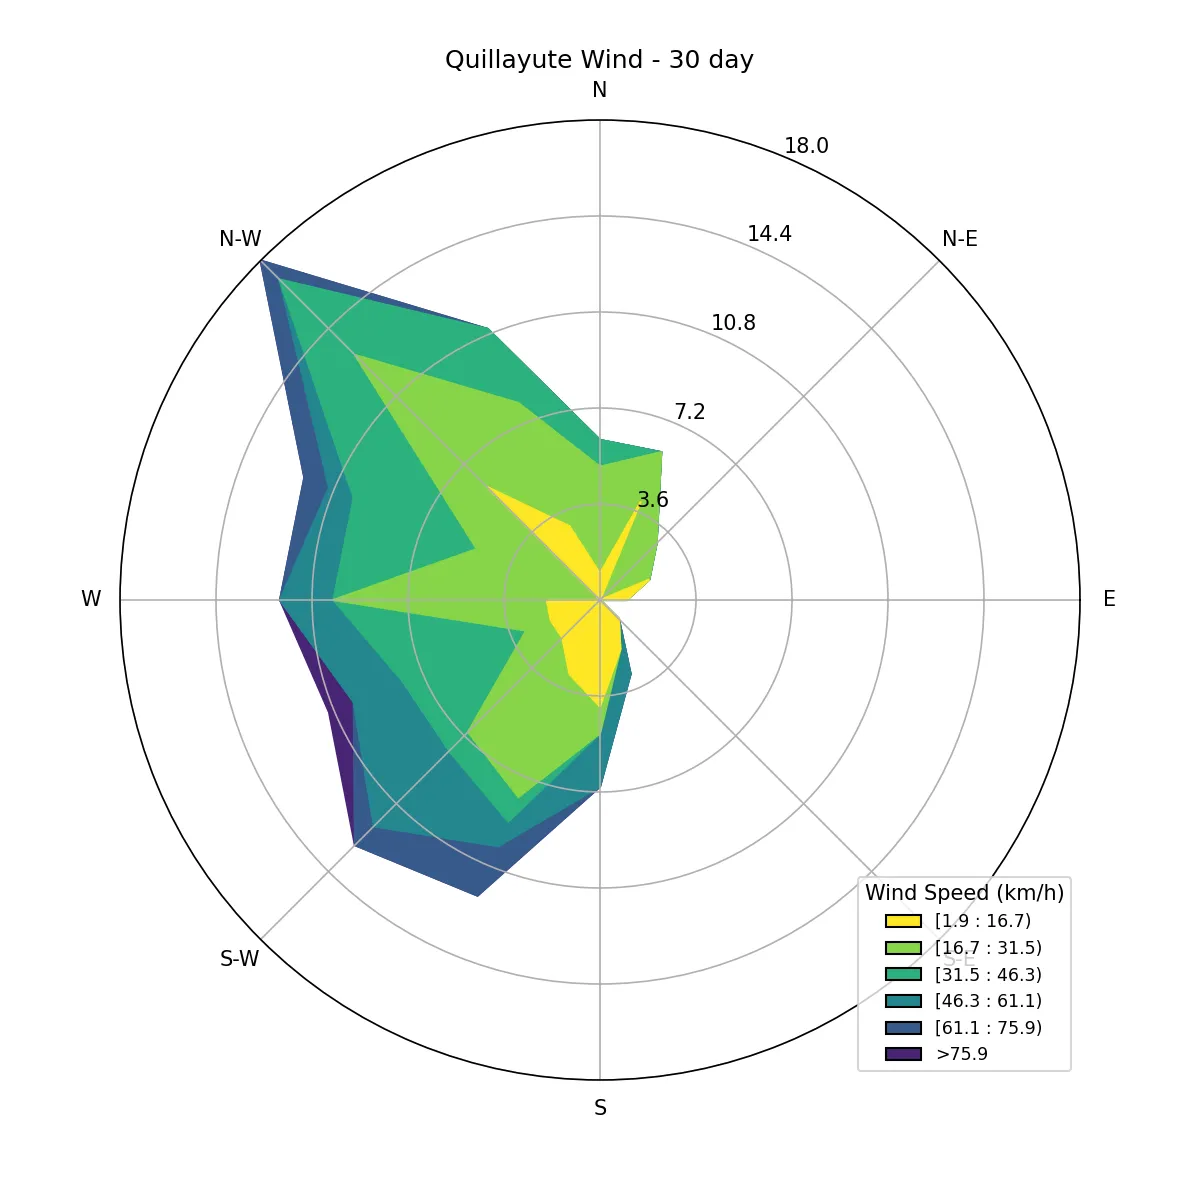 Quillayute Wind - 30 day
N
18.0
14.4
N-W
N-E
10.8
7.2
3.6
W
E
S-W
S-E
Wind Speed (km/h)
[1.9 : 16.7)
[16.7 : 31.5)
[31.5 : 46.3)
[46.3 : 61.1)
[61.1 : 75.9)
>75.9
S